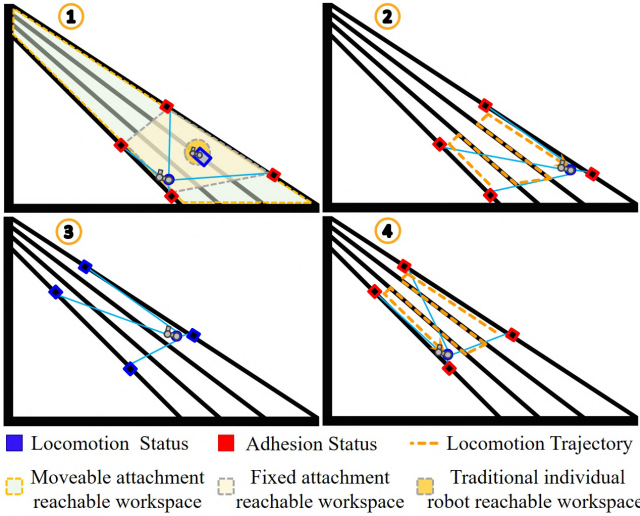 1
2
3
4
Locomotion Status
Adhesion Status
Locomotion Trajectory
Moveable attachment
reachable workspace
Fixed attachment
reachable workspace
Traditional individual
robot reachable workspace